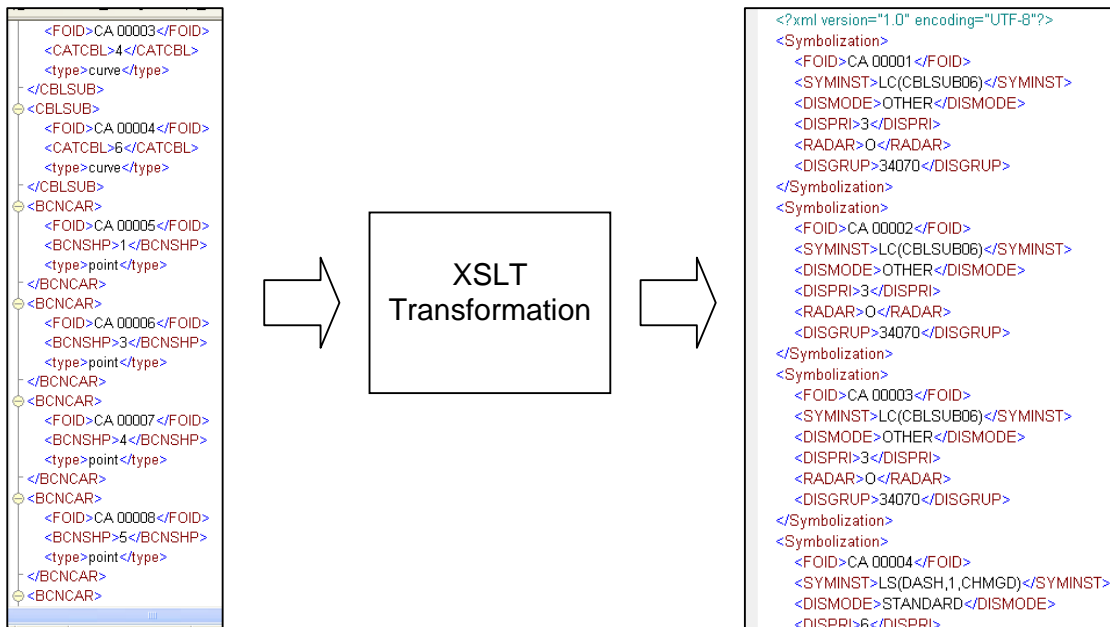 <FOID>CA 00003</FOID>
<CATCBL>4</CATCBL>
<type>curve</type>
</CBLSUB>
<CBLSUB>
<FOID>CA 00004</FOID>
<CATCBL>6</CATCBL>
<type>curve</type>
</CBLSUB>
<BCNCAR>
<FOID>CA 00005</FOID>
<BCNSHP>1</BCNSHP>
<type>point</type>
</BCNCAR>
<BCNCAR>
<FOID>CA 00006</FOID>
<BCNSHP>3</BCNSHP>
<type>point</type>
</BCNCAR>
<BCNCAR>
<FOID>CA 00007</FOID>
<BCNSHP>4</BCNSHP>
<type>point</type>
</BCNCAR>
<BCNCAR>
<FOID>CA 00008</FOID>
<BCNSHP>5</BCNSHP>
<type>point</type>
</BCNCAR>
<BCNCAR>
XSLT
Transformation
<?xml version="1.0" encoding="UTF-8"?>
<Symbolization>
<FOID>CA 00001</FOID>
<SYMINST>LC(CBLSUB06)</SYMINST>
<DISMODE>OTHER</DISMODE>
<DISPRI>3</DISPRI>
<RADAR>O</RADAR>
<DISGRUP>34070</DISGRUP>
</Symbolization>
<Symbolization>
<FOID>CA 00002</FOID>
<SYMINST>LC(CBLSUB06)</SYMINST>
<DISMODE>OTHER</DISMODE>
<DISPRI>3</DISPRI>
<RADAR>O</RADAR>
<DISGRUP>34070</DISGRUP>
</Symbolization>
<Symbolization>
<FOID>CA 00003</FOID>
<SYMINST>LC(CBLSUB06)</SYMINST>
<DISMODE>OTHER</DISMODE>
<DISPRI>3</DISPRI>
<RADAR>O</RADAR>
<DISGRUP>34070</DISGRUP>
</Symbolization>
<Symbolization>
<FOID>CA 00004</FOID>
<SYMINST>LS(DASH,1,CHMGD)</SYMINST>
<DISMODE>STANDARD</DISMODE>
<DISPRI>6</DISPRI>